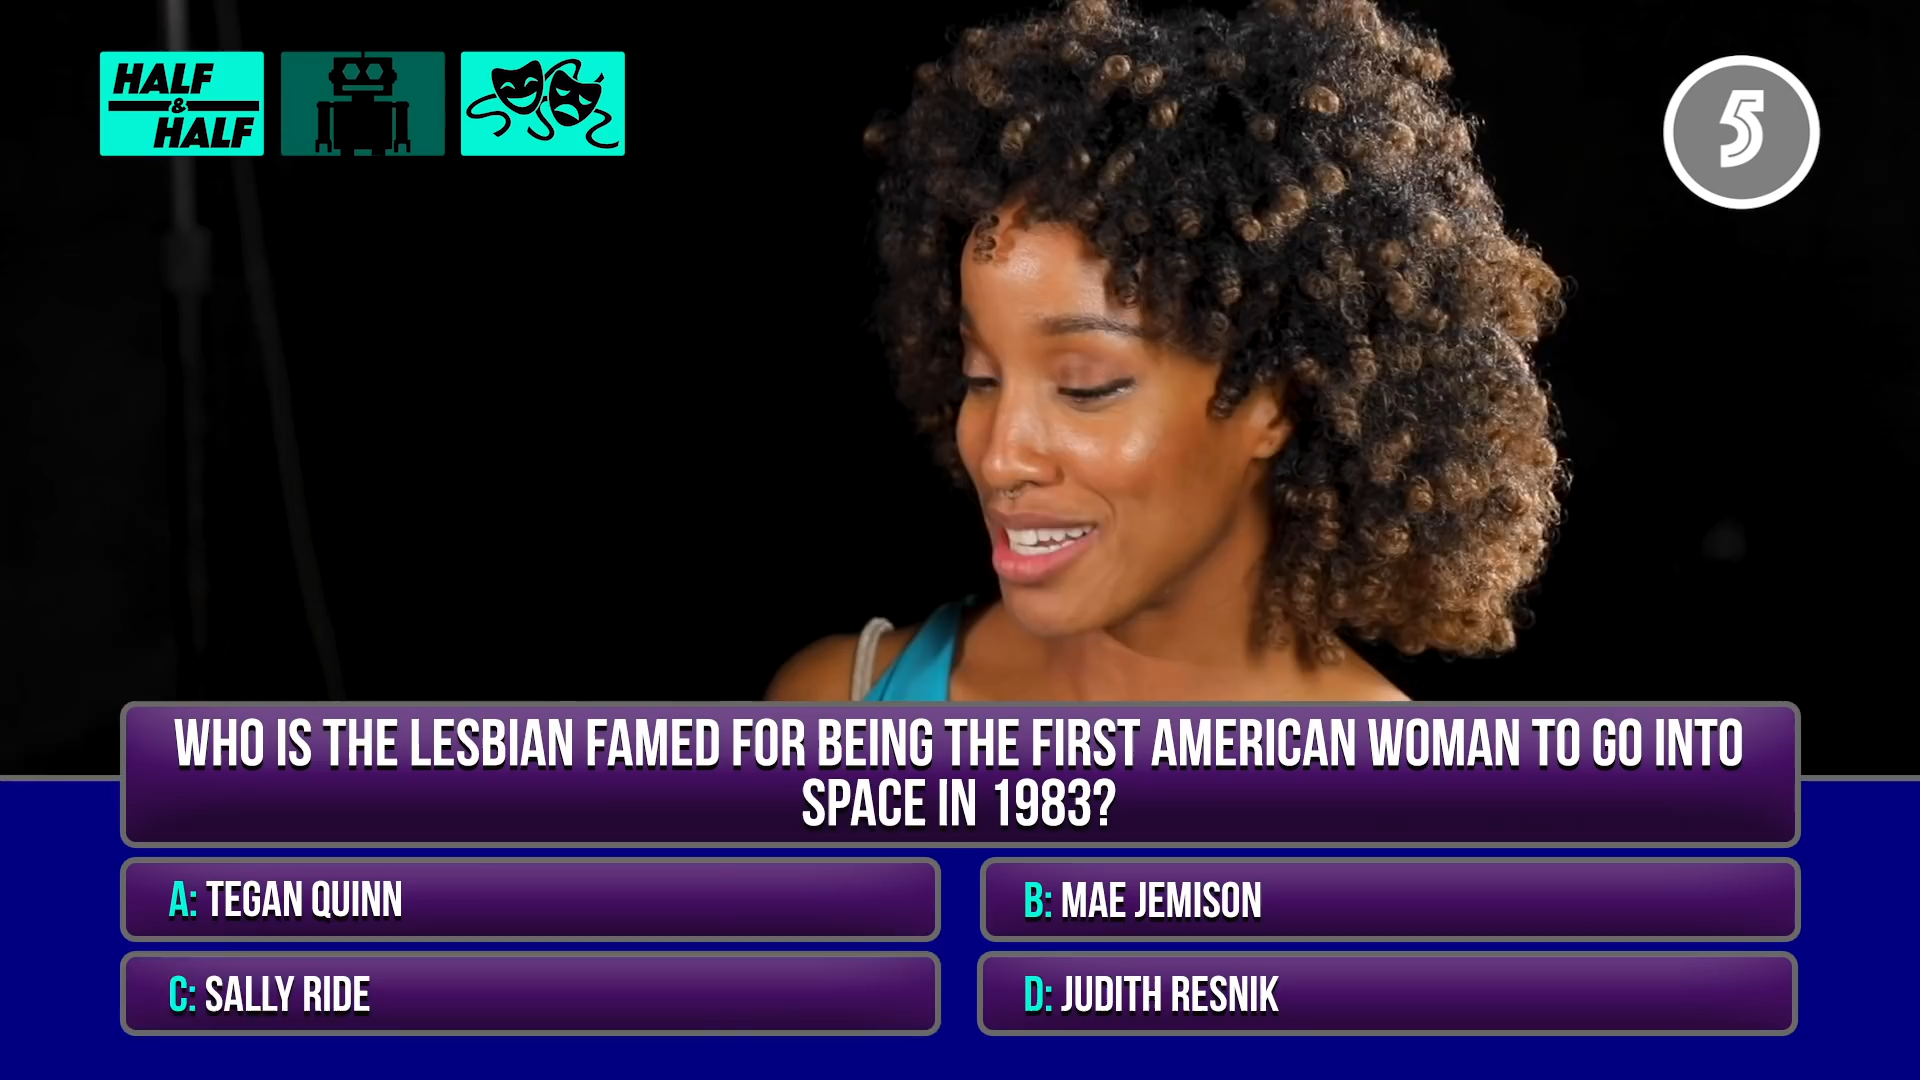 HALF
&
HALF
5
WHO IS THE LESBIAN FAMED FOR BEING THE FIRST AMERICAN WOMAN TO GO INTO
SPACE IN 1983?
A: TEGAN QUINN
B: MAE JEMISON
C: SALLY RIDE
D: JUDITH RESNIK